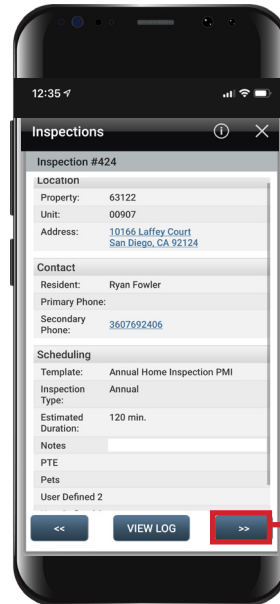 12:35
Inspections
Inspection #424
Location
Property: 63122
Unit: 00907
Address: 10166 Laffey Court
San Diego, CA 92124
Contact
Resident: Ryan Fowler
Primary Phone:
Secondary
Phone: 3607692406
Scheduling
Template: Annual Home Inspection PMI
Inspection
Type: Annual
Estimated
Duration: 120 min.
Notes
PTE
Pets
User Defined 2
<< VIEW LOG >>